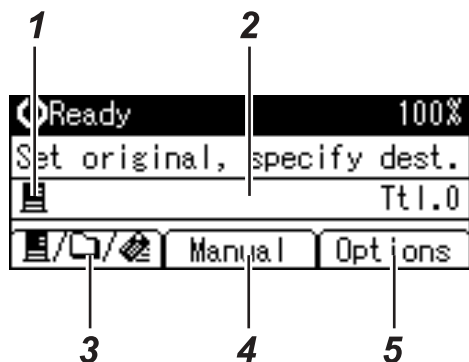 1 2
Ready 100%
Set original, specify dest.
Ttl.0
/ / Manual Options
3 4 5